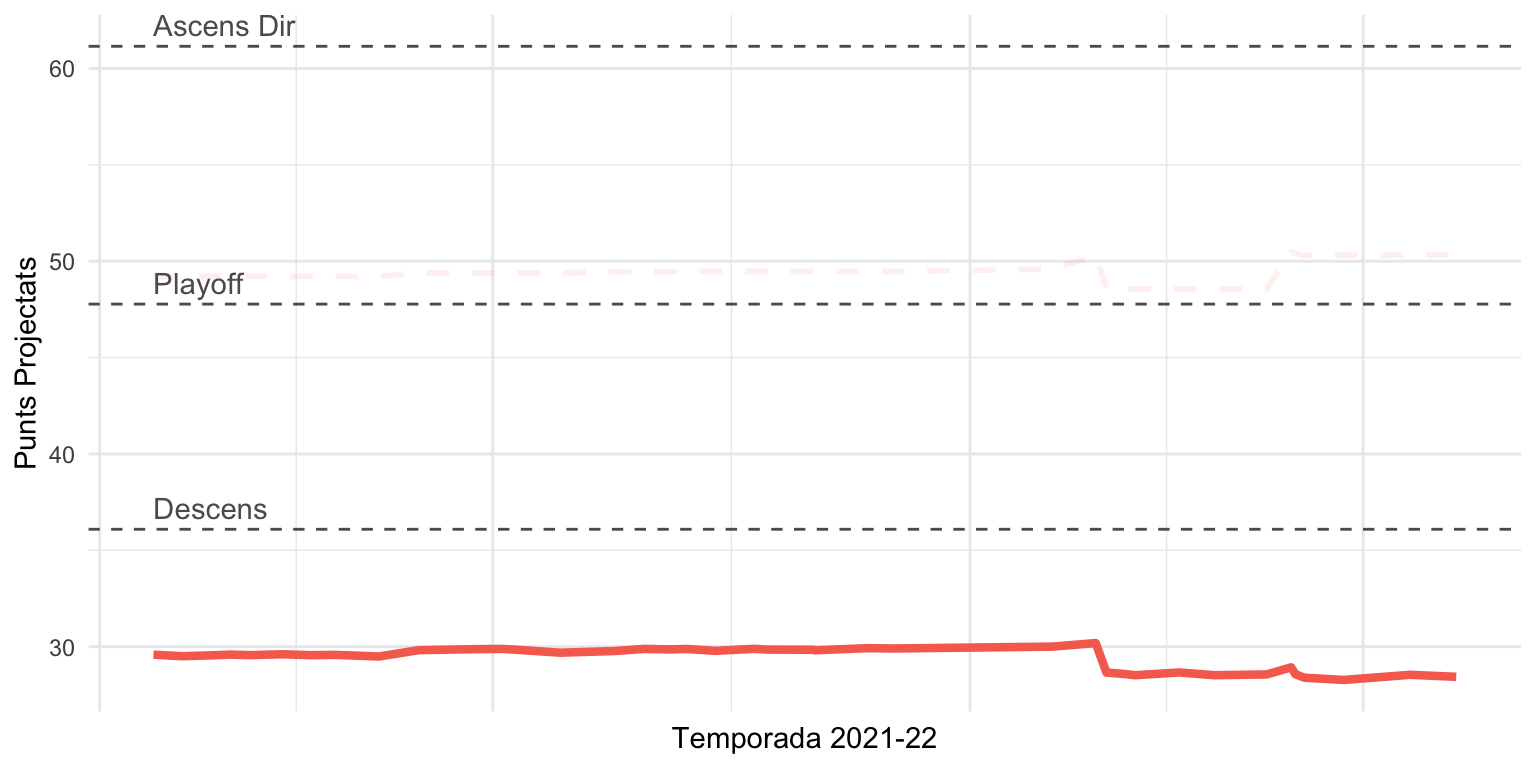 Ascens Dir
60
50
Playoff
Punts Projectats
40
Descens
30
Temporada 2021-22